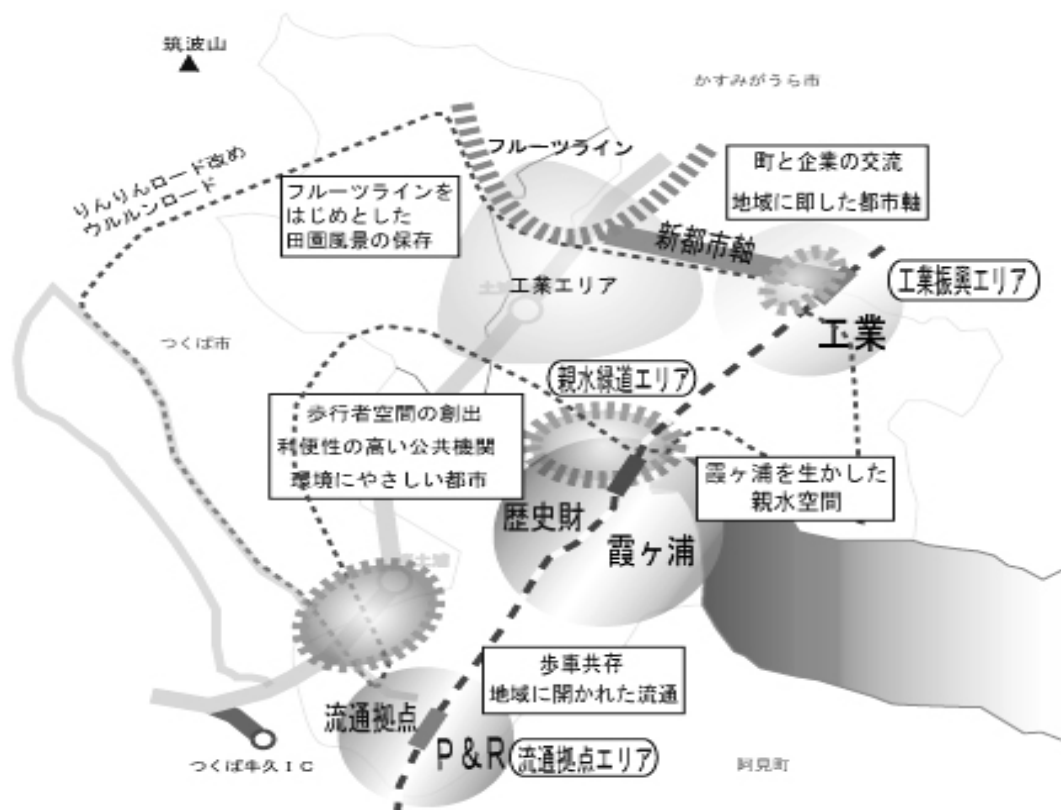 筑波山
かすみがうら市
りんりんロード改め
ウルルンロード
フルーツライン
フルーツラインを
はじめとした
田園風景の保存
町と企業の交流
地域に即した都市軸
新都市軸
工業エリア
工業振興エリア
工業
つくば市
親水緑道エリア
歩行者空間の創出
利便性の高い公共機関
環境にやさしい都市
霞ヶ浦を生かした
親水空間
歴史財
霞ヶ浦
歩車共存
地域に開かれた流通
流通拠点
P&R
流通拠点エリア
つくば牛久IC
阿見町